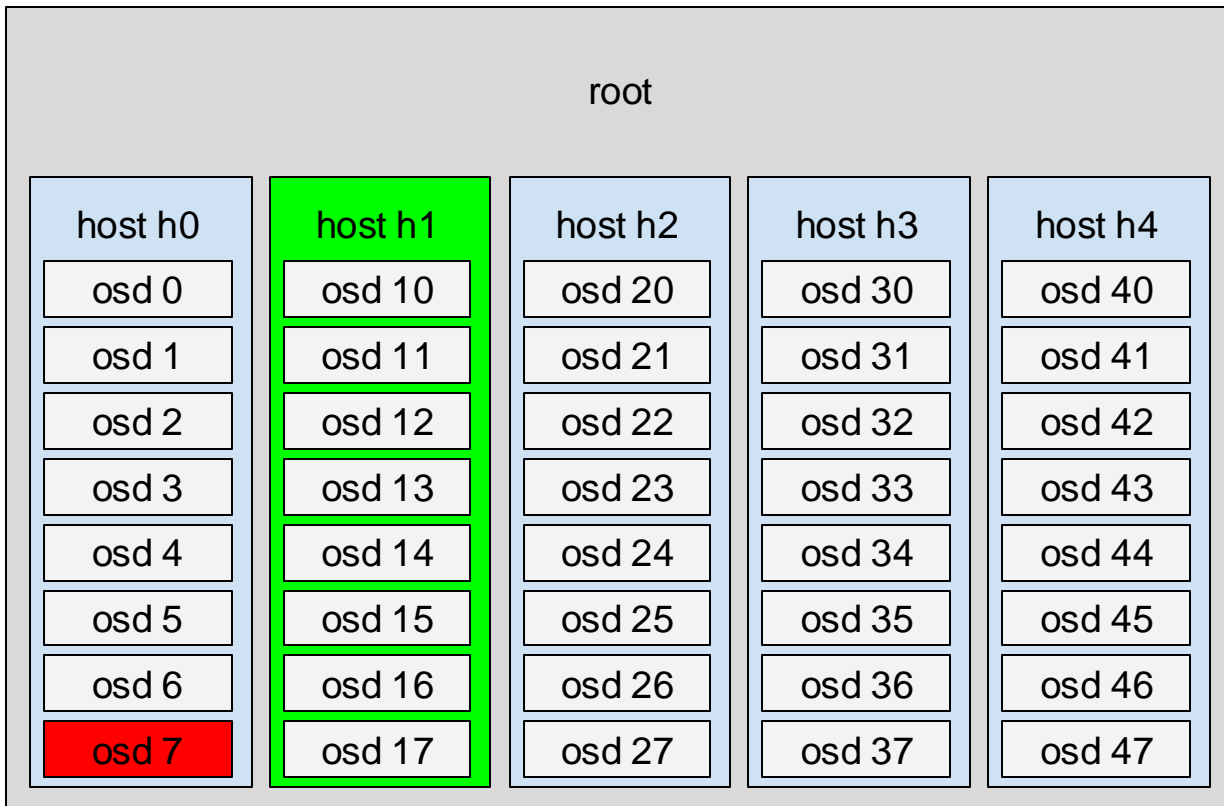 root
host h0
osd 0
osd 1
osd 2
osd 3
osd 4
osd 5
osd 6
osd 7
host h1
osd 10
osd 11
osd 12
osd 13
osd 14
osd 15
osd 16
osd 17
host h2
osd 20
osd 21
osd 22
osd 23
osd 24
osd 25
osd 26
osd 27
host h3
osd 30
osd 31
osd 32
osd 33
osd 34
osd 35
osd 36
osd 37
host h4
osd 40
osd 41
osd 42
osd 43
osd 44
osd 45
osd 46
osd 47